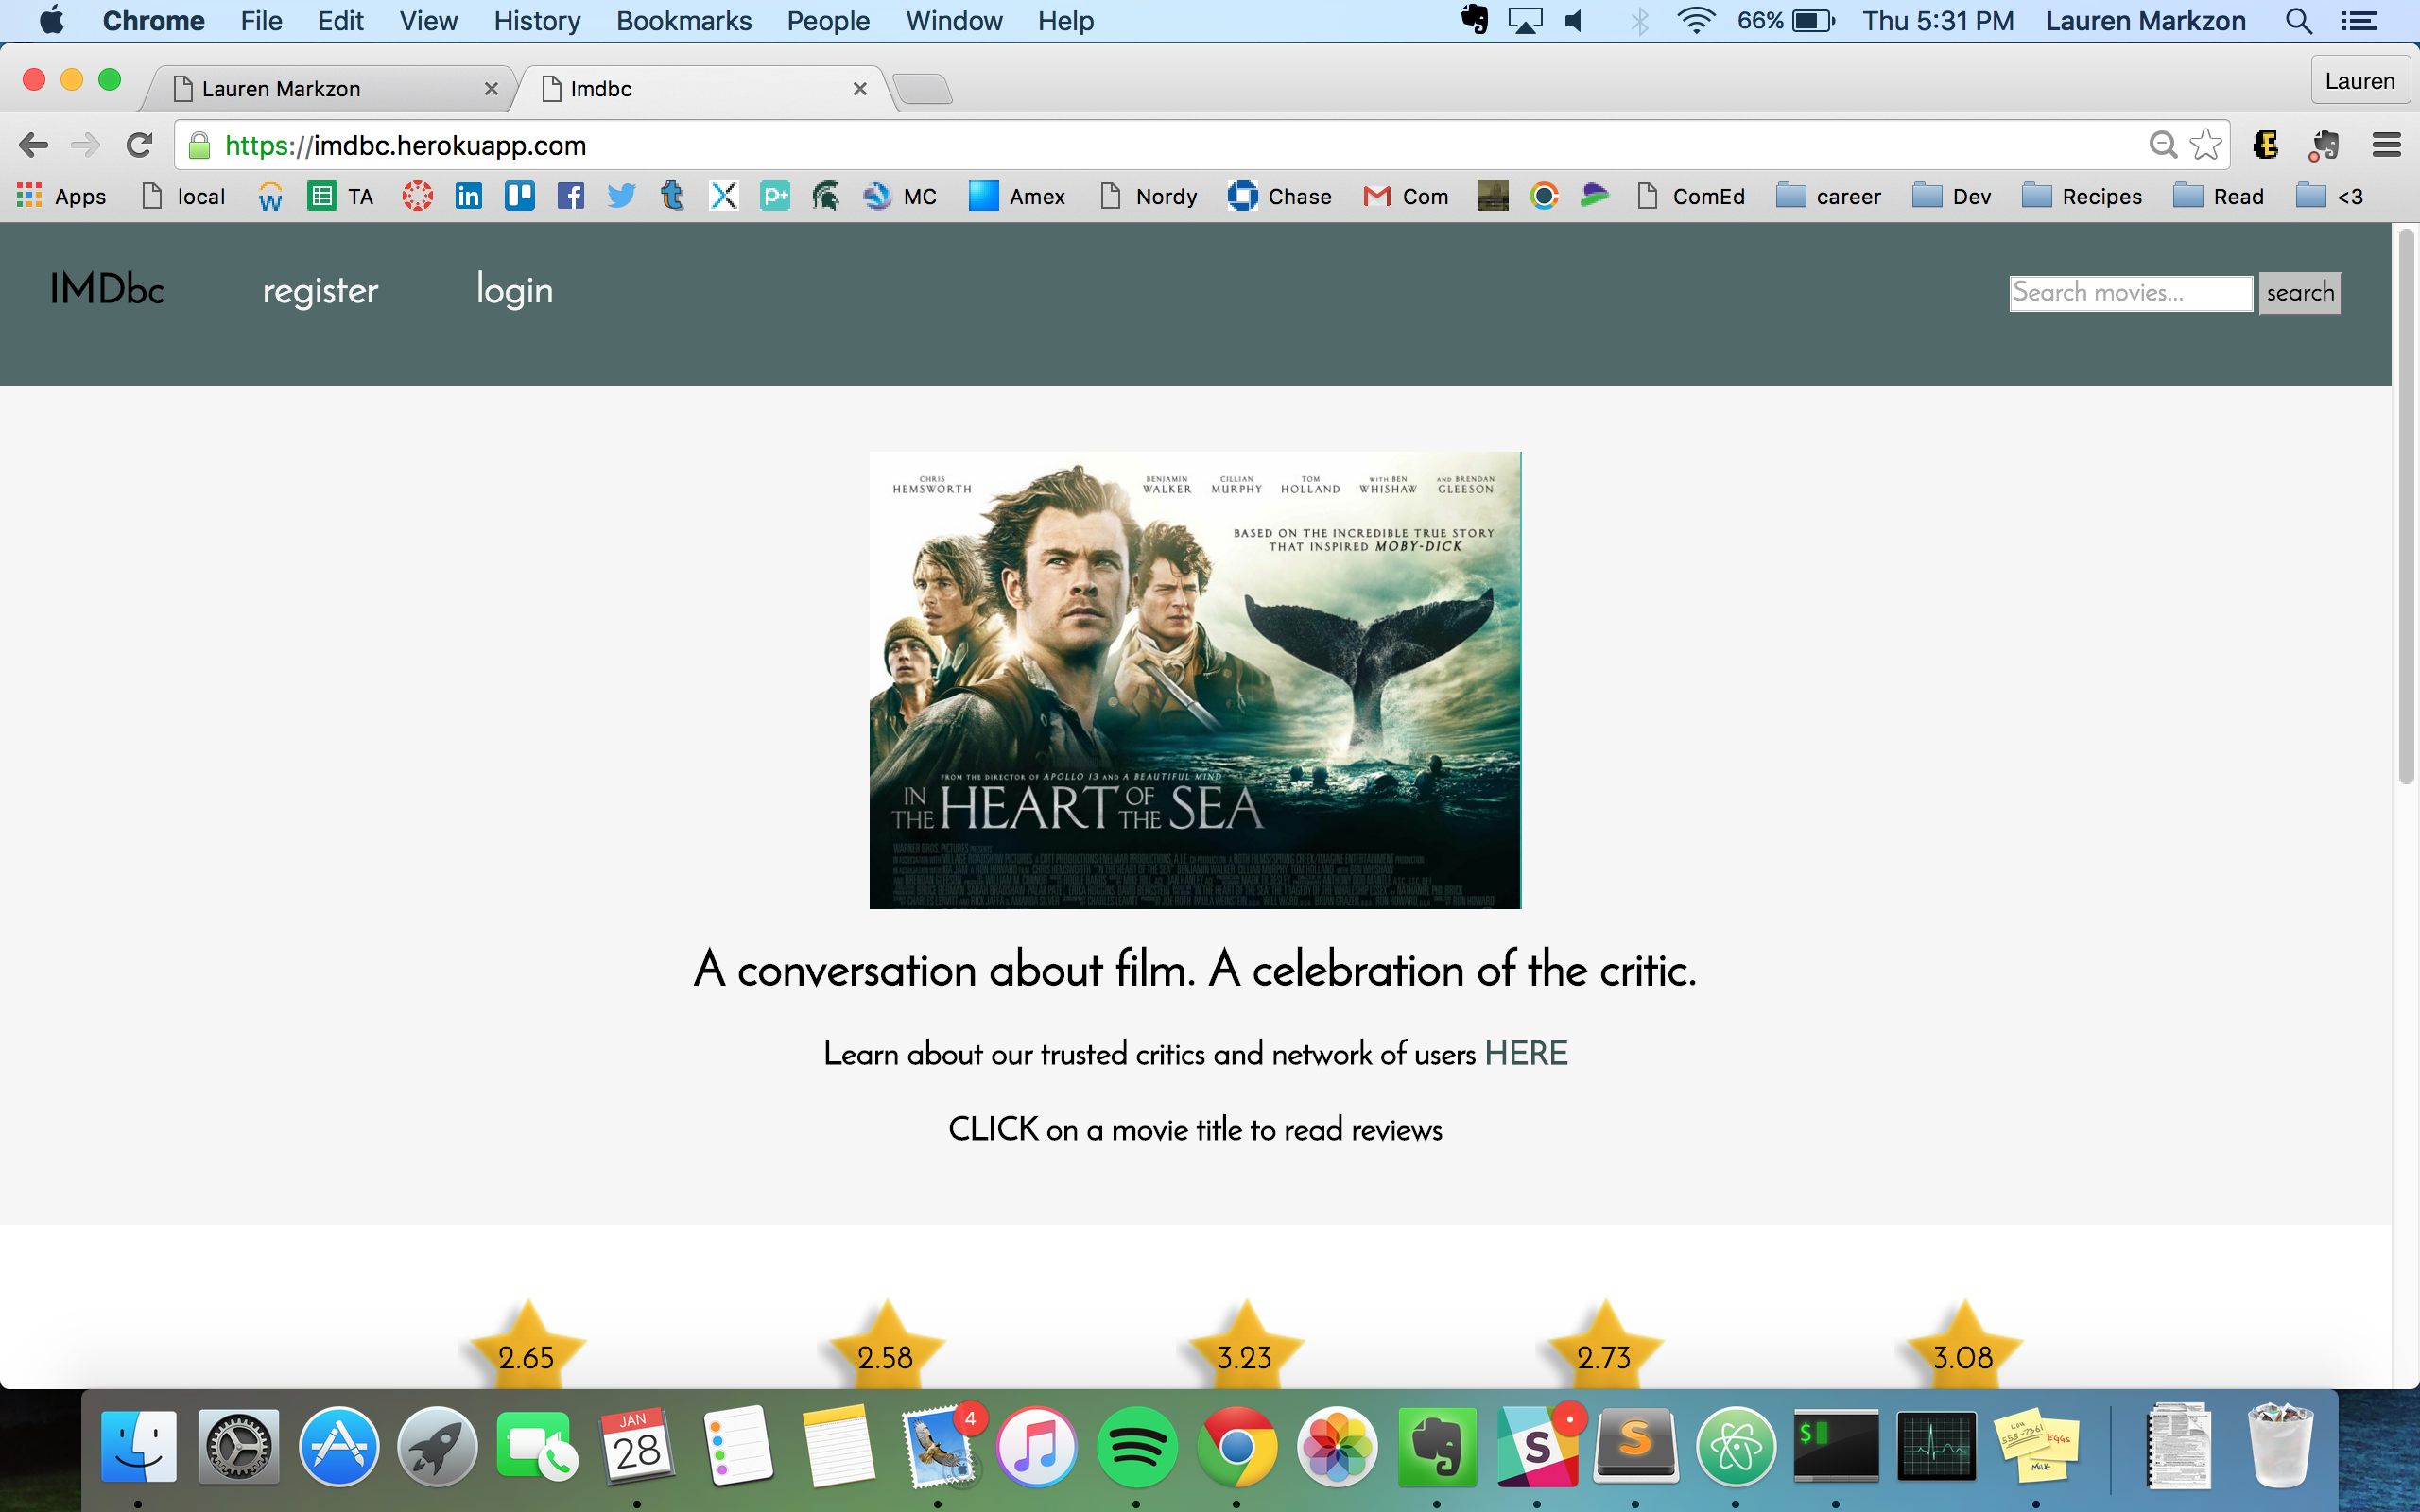 Chrome File Edit View History Bookmarks People Window Help 66% Thu 5:31 PM Lauren Markzon
Lauren Markzon Imdbc Lauren
https://imdbc.herokuapp.com
Apps local TA MC Amex Nordy Chase Com ComEd career Dev Recipes Read <3
IMDbc register login Search movies... search
CHRIS HEMSWORTH BENJAMIN WALKER CILLIAN MURPHY TOM HOLLAND WITH BEN WHISHAW AND BRENDAN GLEESON
BASED ON THE INCREDIBLE TRUE STORY
THAT INSPIRED MOBY-DICK
FROM THE DIRECTOR OF APOLLO 13 AND A BEAUTIFUL MIND
IN THE HEART OF THE SEA
WARNER BROS. PICTURES PRESENTS
A conversation about film. A celebration of the critic.
Learn about our trusted critics and network of users HERE
CLICK on a movie title to read reviews
2.65 2.58 3.23 2.73 3.08
JAN
28
4